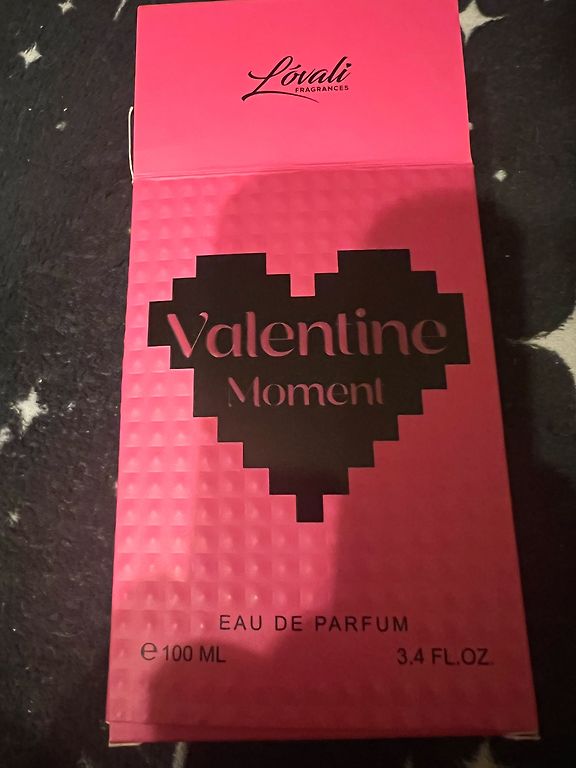 Lóvali
FRAGRANCES
Valentine
Moment
EAU DE PARFUM
℮100 ML 3.4 FL.OZ.